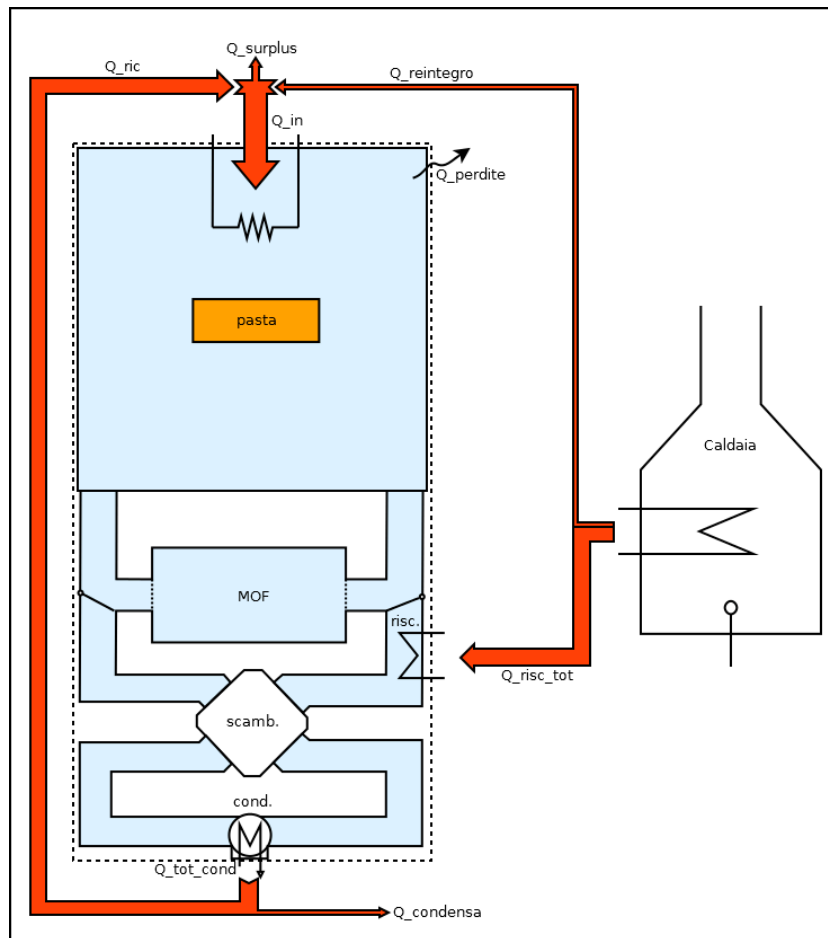 Q_surplus
Q_ric
Q_reintegro
Q_in
Q_perdite
pasta
Caldaia
MOF
risc.
Q_risc_tot
scamb.
cond.
Q_tot_cond
Q_condensa